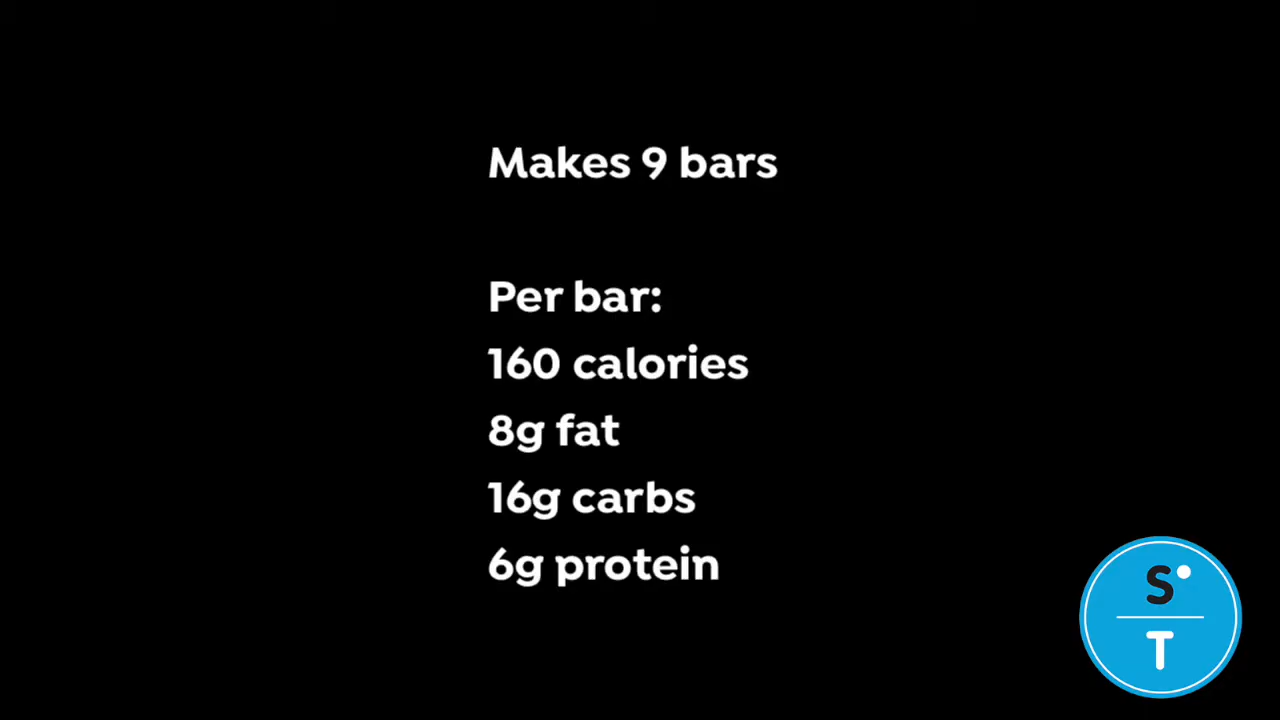 Makes 9 bars
Per bar:
160 calories
8g fat
16g carbs
6g protein
S
T